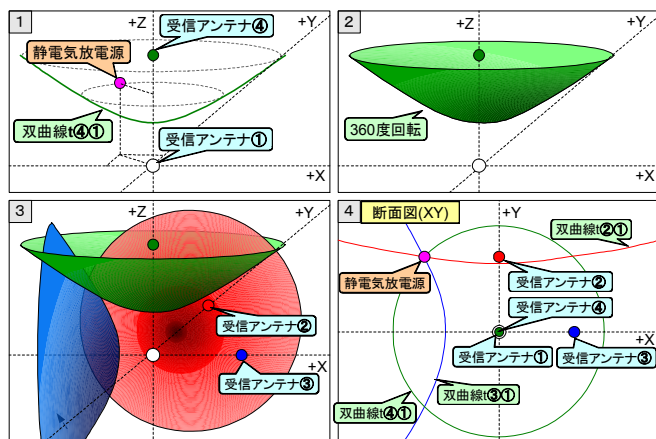 1
+Z
+Y
受信アンテナ④
静電気放電源
双曲線t④①
受信アンテナ①
+X
2
+Z
+Y
360度回転
+X
3
+Z
+Y
受信アンテナ②
+X
受信アンテナ③
4
断面図(XY)
+Y
双曲線t②①
静電気放電源
受信アンテナ②
受信アンテナ④
+X
受信アンテナ①
受信アンテナ③
双曲線t③①
双曲線t④①